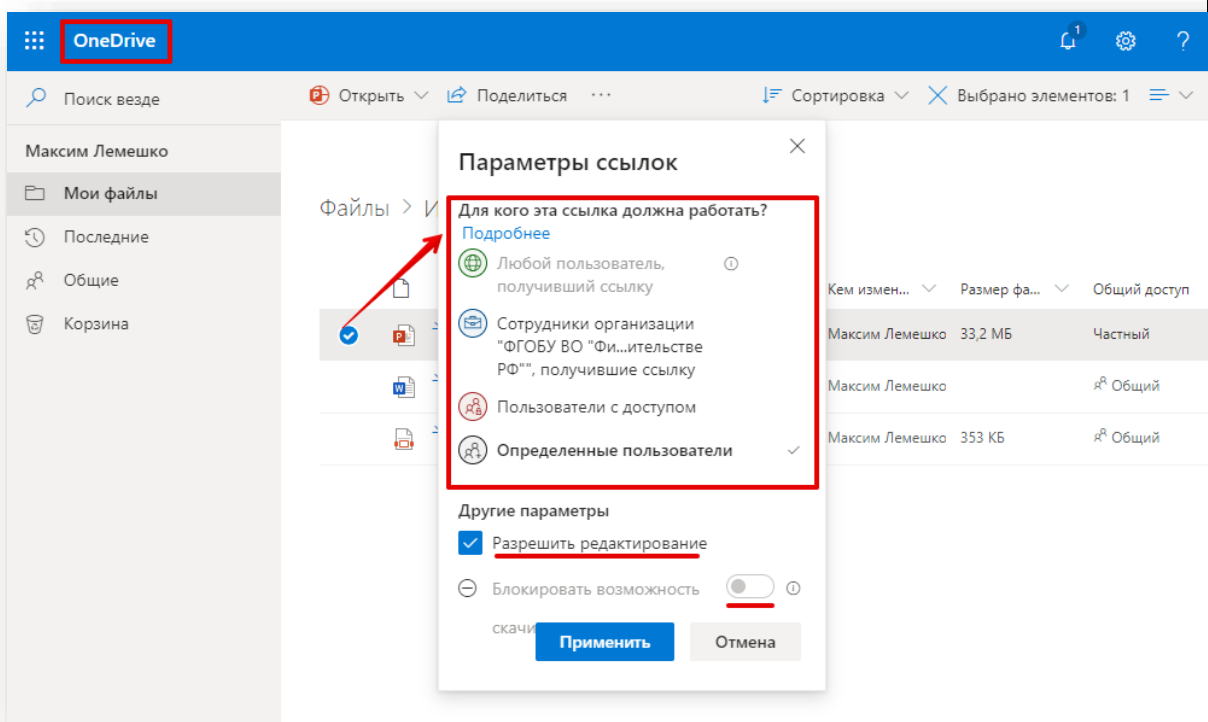 OneDrive
1
?
Поиск везде
Открыть
Поделиться
...
Сортировка
Выбрано элементов: 1
Максим Лемешко
Мои файлы
Последние
Общие
Корзина
Файлы > И
Параметры ссылок
Для кого эта ссылка должна работать?
Подробнее
Любой пользователь,
получивший ссылку
Сотрудники организации
"ФГОБУ ВО "Фи...ительстве
РФ"", получившие ссылку
Пользователи с доступом
Определенные пользователи
Другие параметры
Разрешить редактирование
Блокировать возможность
скачи
Применить
Отмена
Кем измен...
Размер фа...
Общий доступ
Максим Лемешко
33,2 МБ
Частный
Максим Лемешко
Общий
Максим Лемешко
353 КБ
Общий